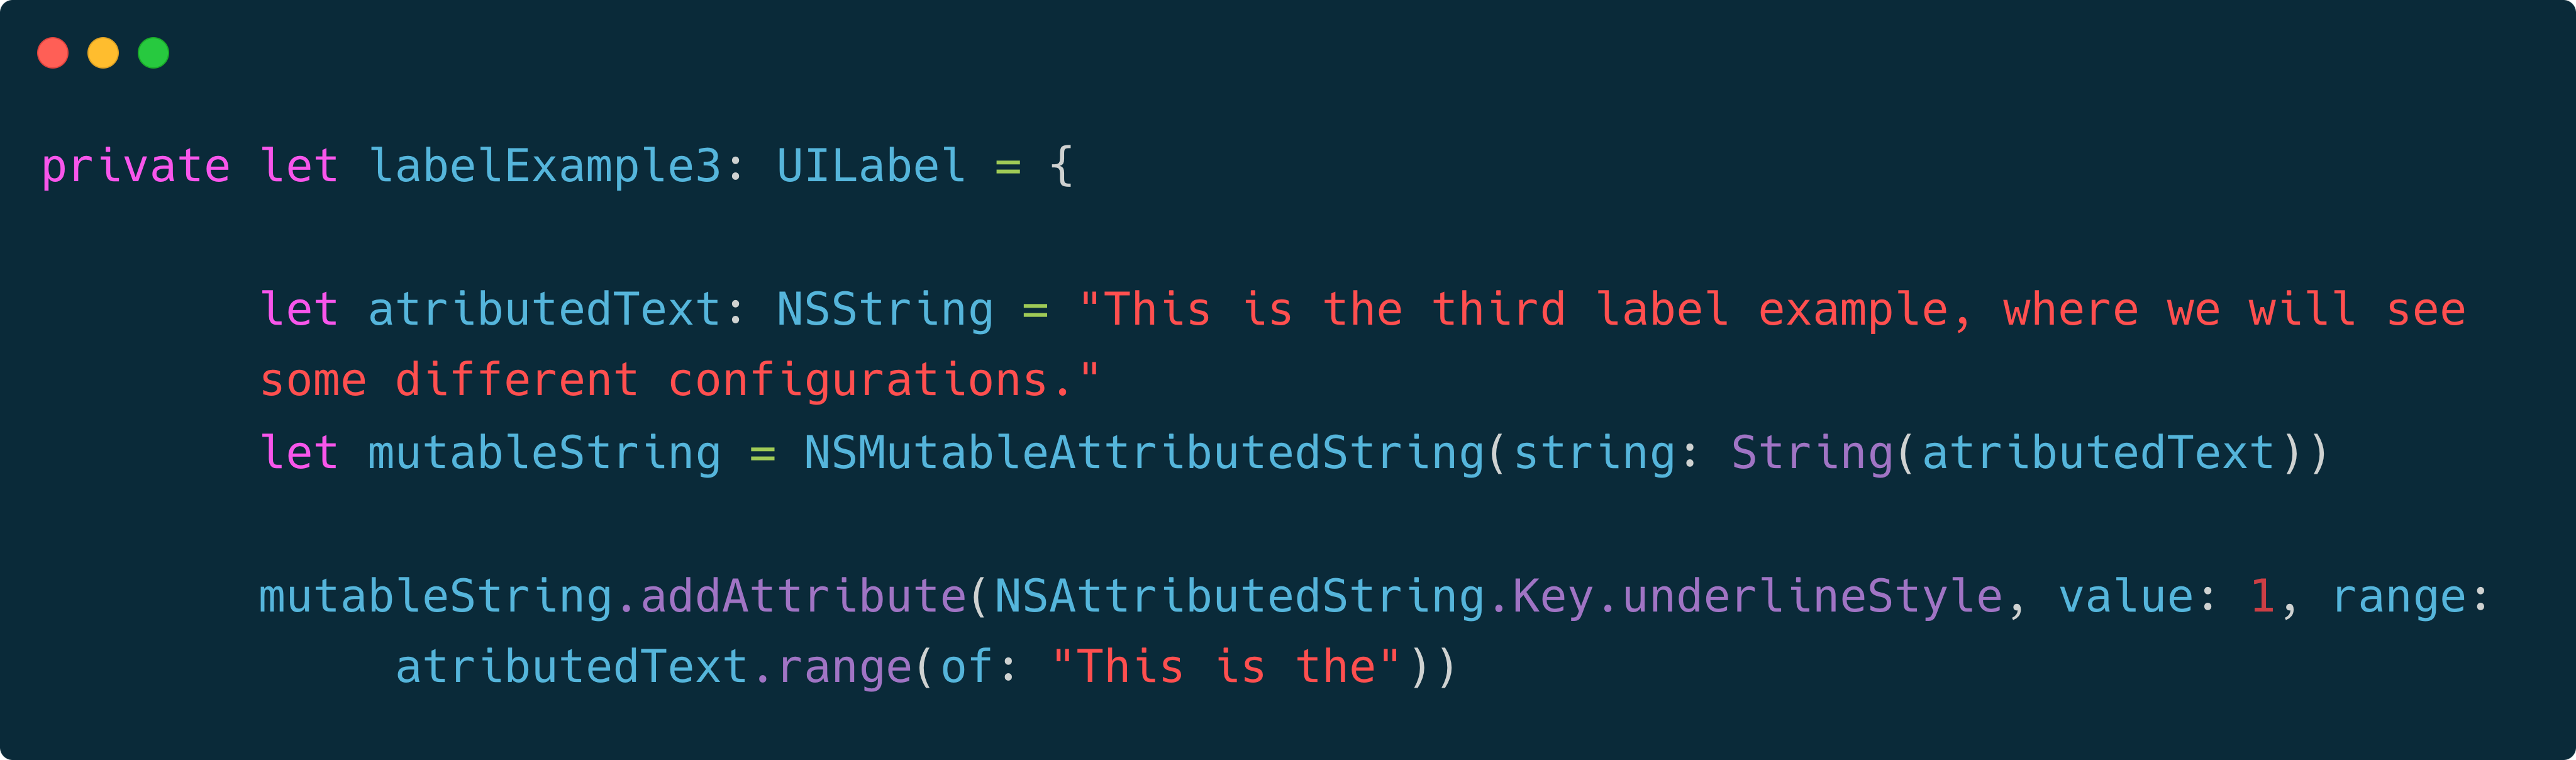 private let labelExample3: UILabel = {
let atributedText: NSString = "This is the third label example, where we will see
some different configurations."
let mutableString = NSMutableAttributedString(string: String(atributedText))
mutableString.addAttribute(NSAttributedString.Key.underlineStyle, value: 1, range:
atributedText.range(of: "This is the"))